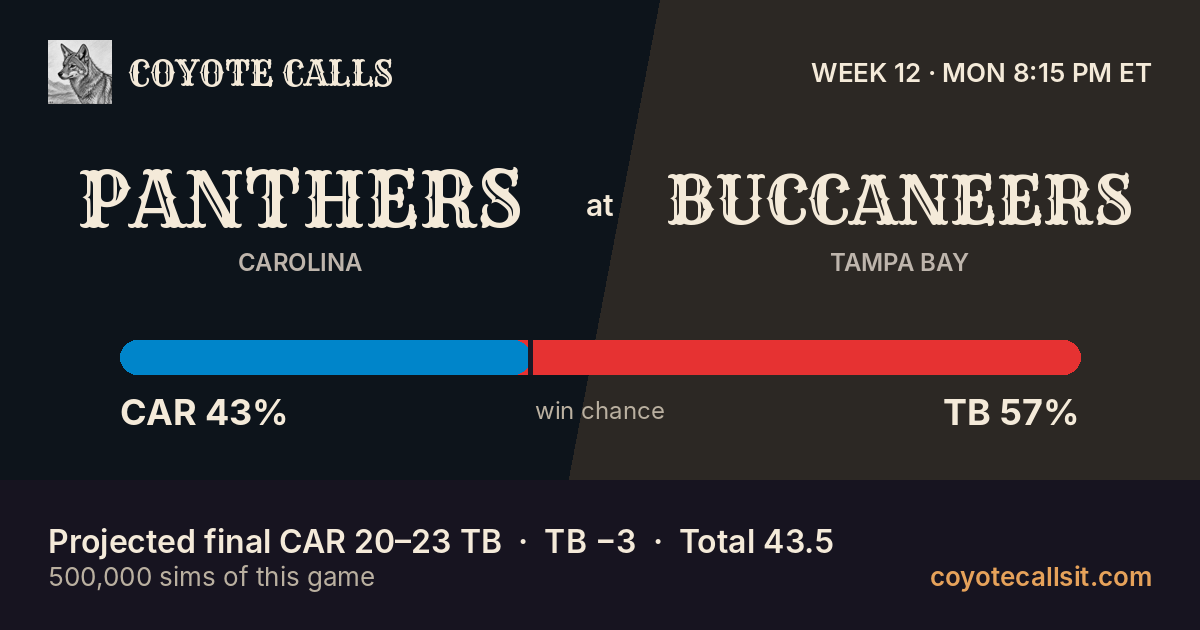 COYOTE CALLS
WEEK 12 · MON 8:15 PM ET
PANTHERS at BUCCANEERS
CAROLINA
TAMPA BAY
CAR 43%
win chance
TB 57%
Projected final CAR 20–23 TB · TB −3 · Total 43.5
500,000 sims of this game
coyotecallsit.com